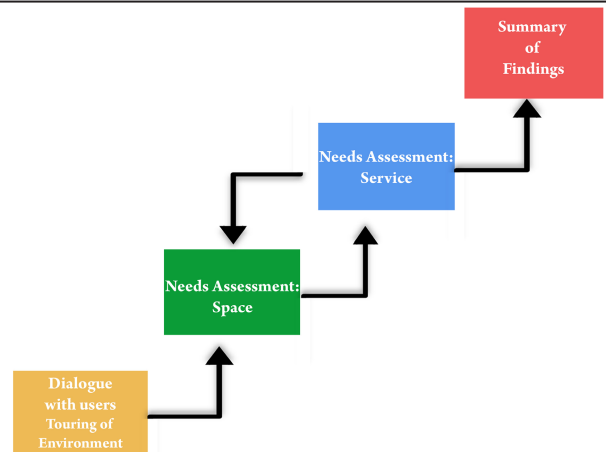 Summary
of
Findings
Needs Assessment:
Service
Needs Assessment:
Space
Dialogue
with users
Touring of
Environment